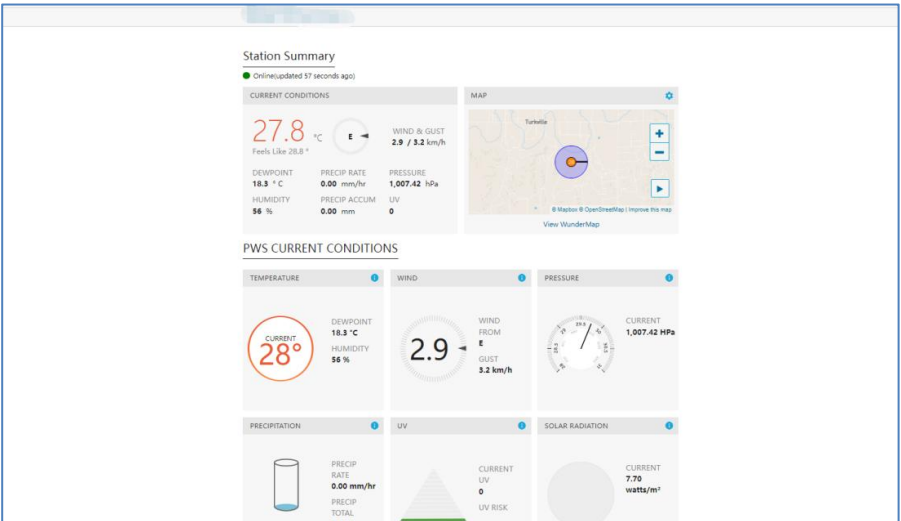 Station Summary
Online(updated 57 seconds ago)
CURRENT CONDITIONS
27.8 °C
Feels Like 28.8 °
E
WIND & GUST
2.9 / 3.2 km/h
DEWPOINT
18.3 ° C
PRECIP RATE
0.00 mm/hr
PRESSURE
1,007.42 hPa
HUMIDITY
56 %
PRECIP ACCUM
0.00 mm
UV
0
MAP
+
−
© Mapbox © OpenStreetMap | Improve this map
View WunderMap
PWS CURRENT CONDITIONS
TEMPERATURE
CURRENT
28°
DEWPOINT
18.3 °C
HUMIDITY
56 %
WIND
2.9
WIND
FROM
E
GUST
3.2 km/h
PRESSURE
CURRENT
1,007.42 HPa
PRECIPITATION
PRECIP
RATE
0.00 mm/hr
PRECIP
TOTAL
UV
CURRENT
UV
0
UV RISK
SOLAR RADIATION
CURRENT
7.70
watts/m²